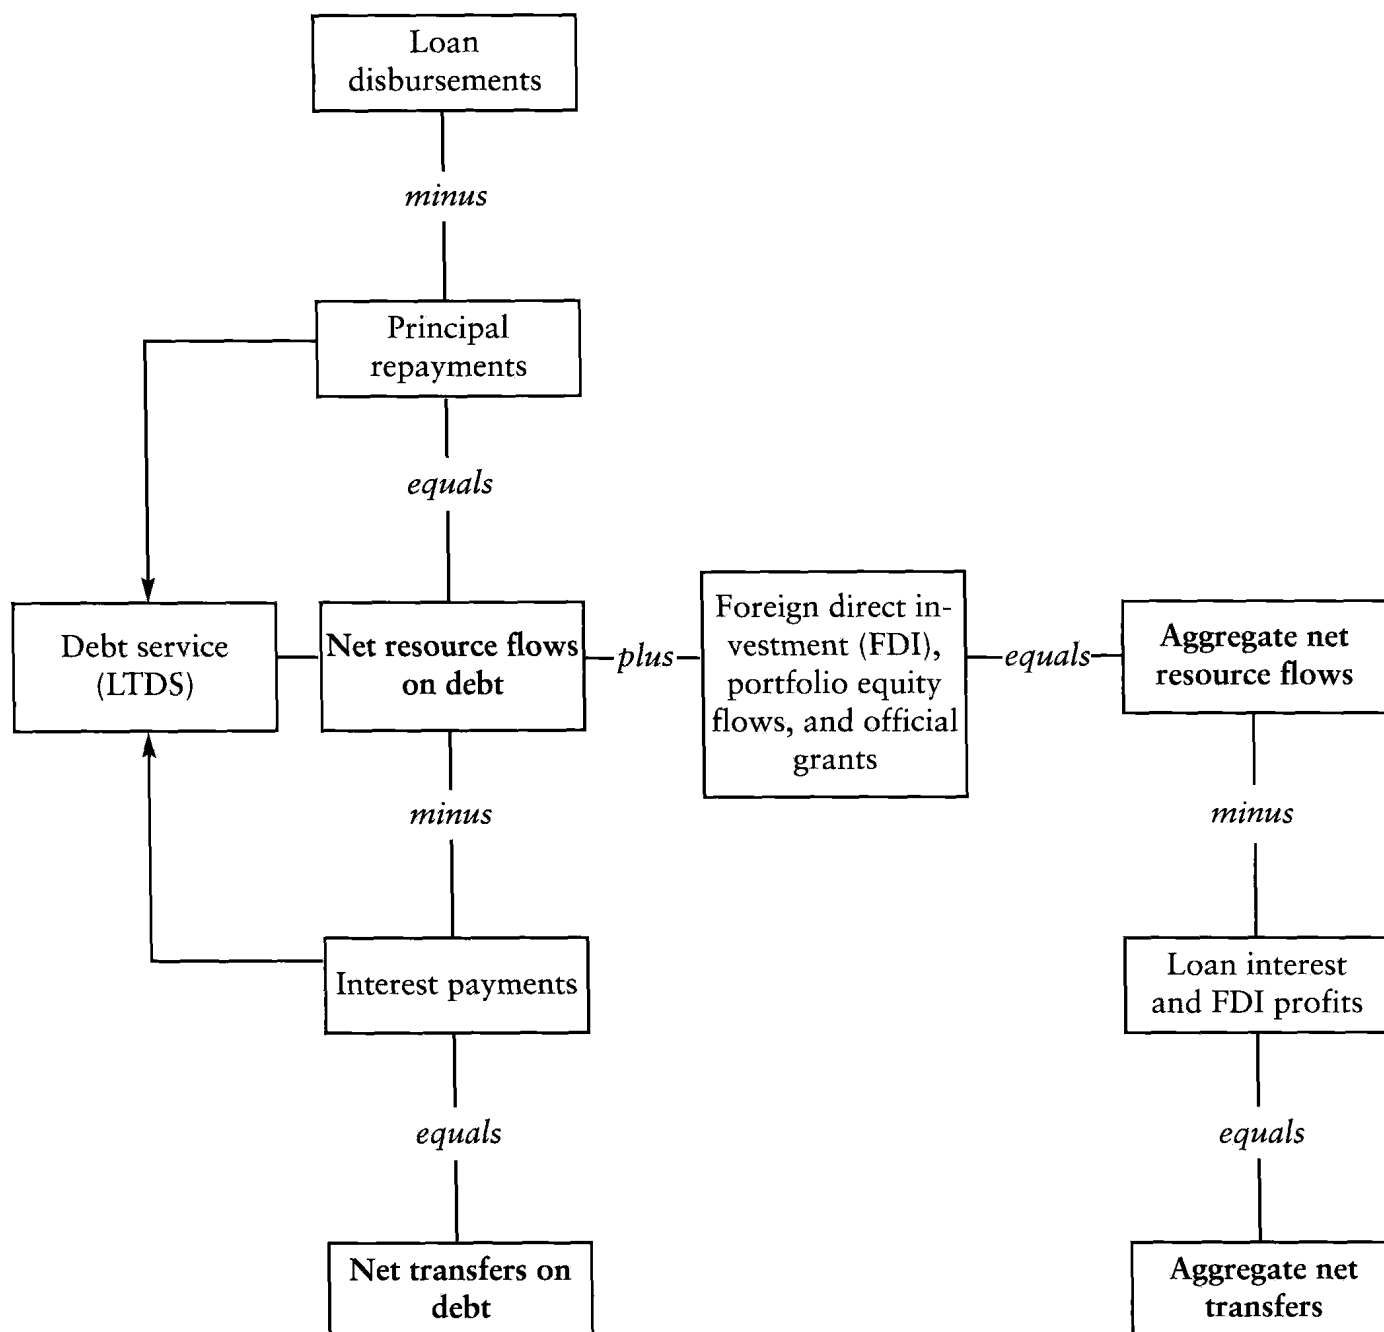 Loan
disbursements
minus
Principal
repayments
equals
Debt service
(LTDS)
Net resource flows
on debt
plus
Foreign direct in-
vestment (FDI),
portfolio equity
flows, and official
grants
equals
Aggregate net
resource flows
minus
minus
Interest payments
Loan interest
and FDI profits
equals
equals
Net transfers on
debt
Aggregate net
transfers